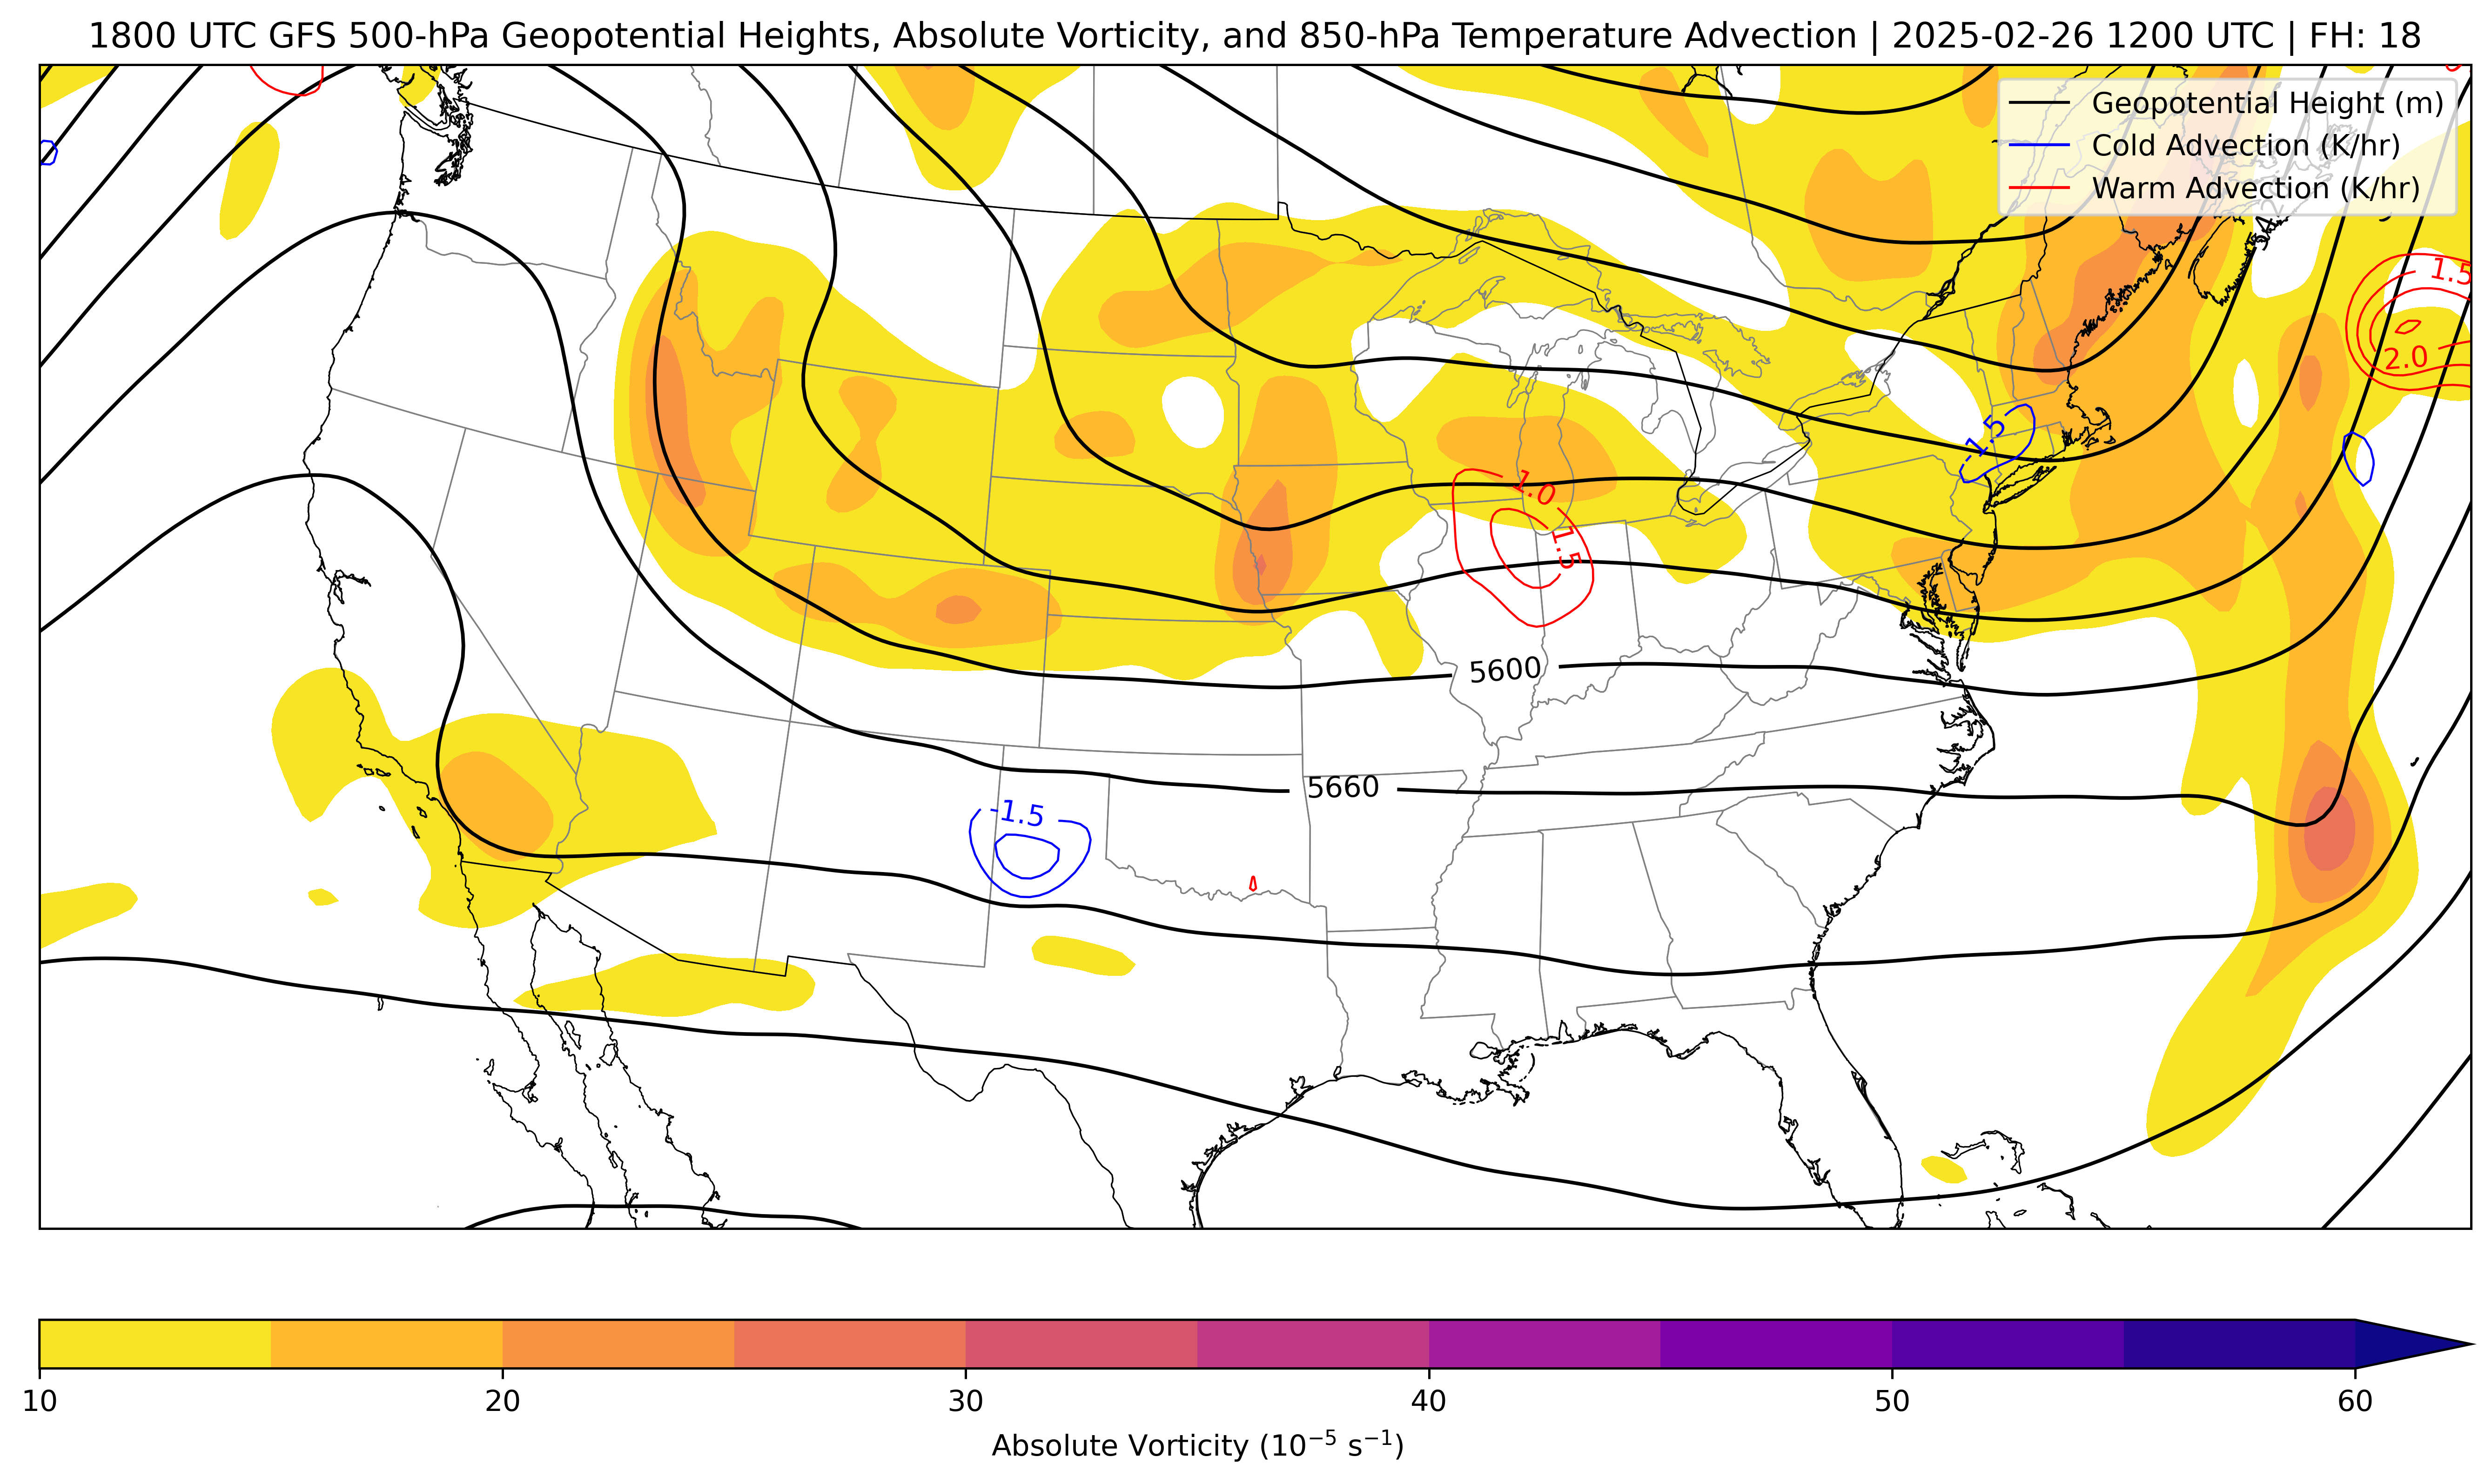 1800 UTC GFS 500-hPa Geopotential Heights, Absolute Vorticity, and 850-hPa Temperature Advection | 2025-02-26 1200 UTC | FH: 18
Geopotential Height (m)
Cold Advection (K/hr)
Warm Advection (K/hr)
1.5
2.0
-1.5
1.0
1.5
5600
5660
-1.5
10 20 30 40 50 60
Absolute Vorticity (10⁻⁵ s⁻¹)